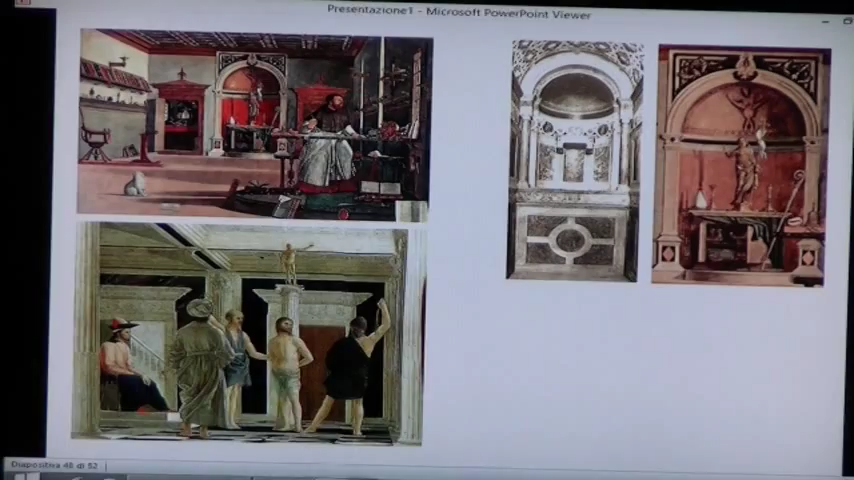 Presentazione1 - Microsoft PowerPoint Viewer
Diapositiva 48 di 52